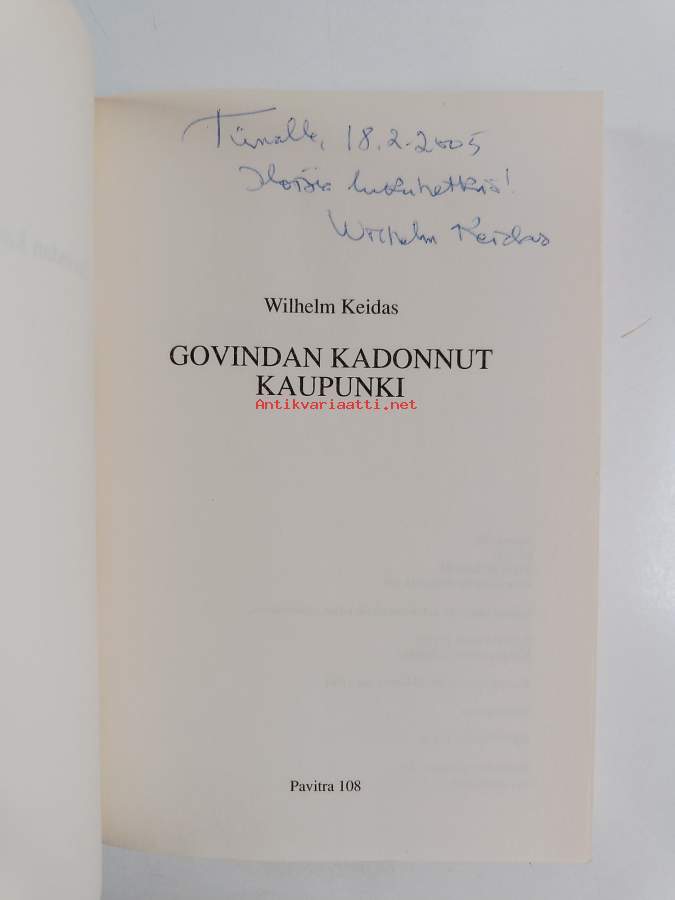 Tiinalle, 18.2.2005
Iloisia lukuhetkiä!
Wilhelm Keidas
Wilhelm Keidas
GOVINDAN KADONNUT
KAUPUNKI
Antikvariaatti.net
Pavitra 108